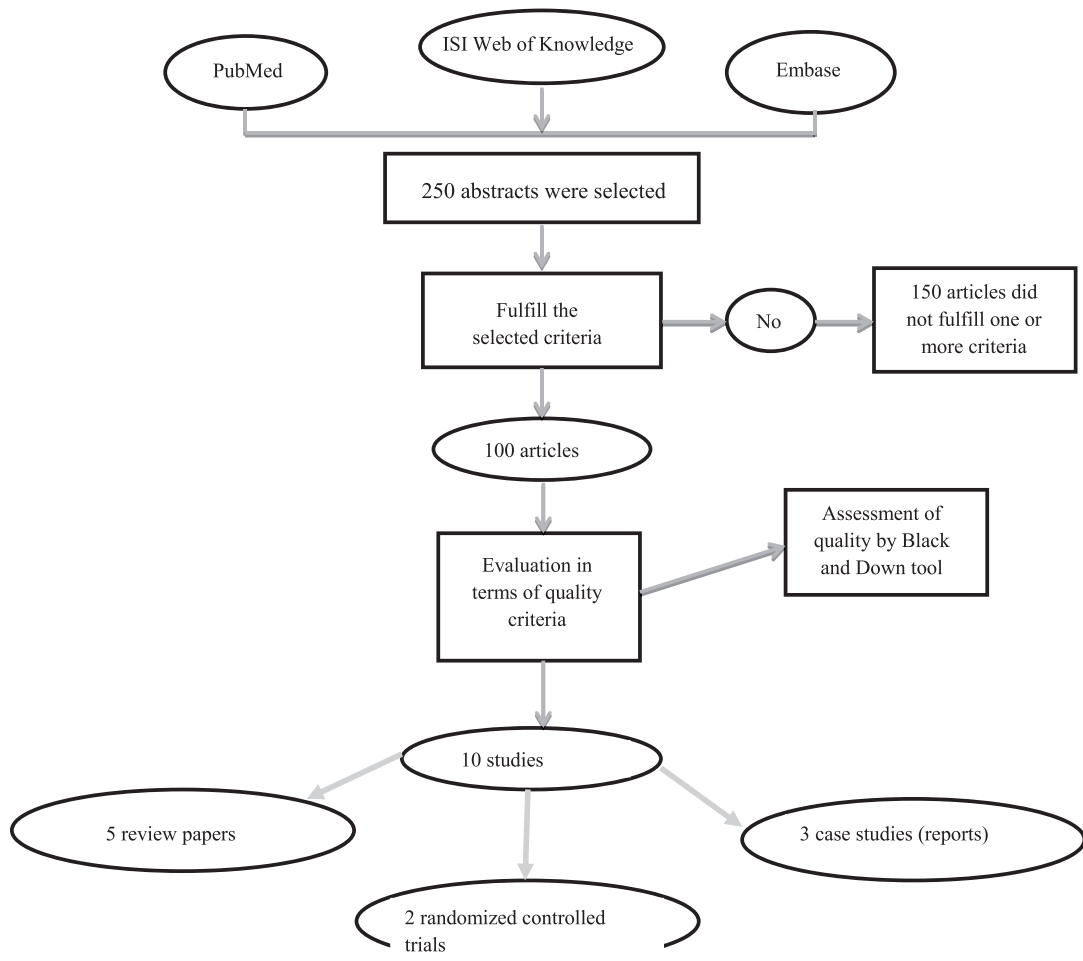 PubMed
ISI Web of Knowledge
Embase
250 abstracts were selected
Fulfill the
selected criteria
No
150 articles did
not fulfill one or
more criteria
100 articles
Evaluation in
terms of quality
criteria
Assessment of
quality by Black
and Down tool
10 studies
5 review papers
3 case studies (reports)
2 randomized controlled
trials